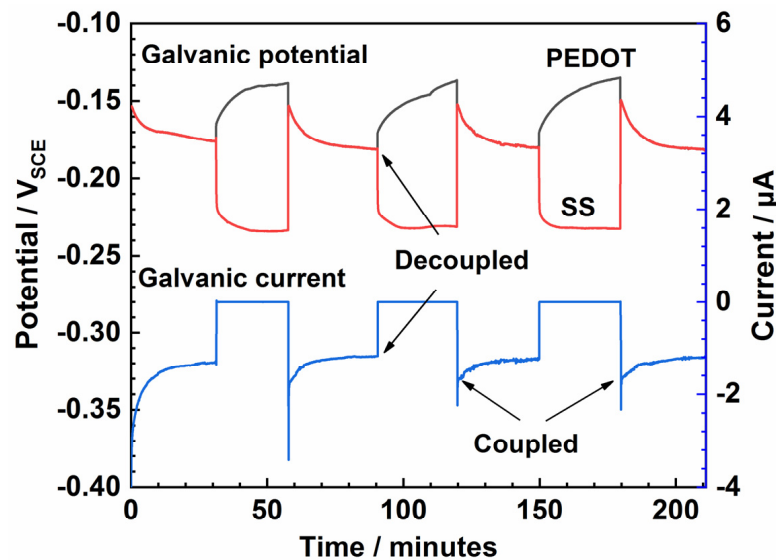 -0.10
-0.15
-0.20
-0.25
-0.30
-0.35
-0.40
Potential / VSCE
Galvanic potential
PEDOT
SS
Decoupled
Galvanic current
Coupled
6
4
2
0
-2
-4
Current / µA
0
50
100
150
200
Time / minutes